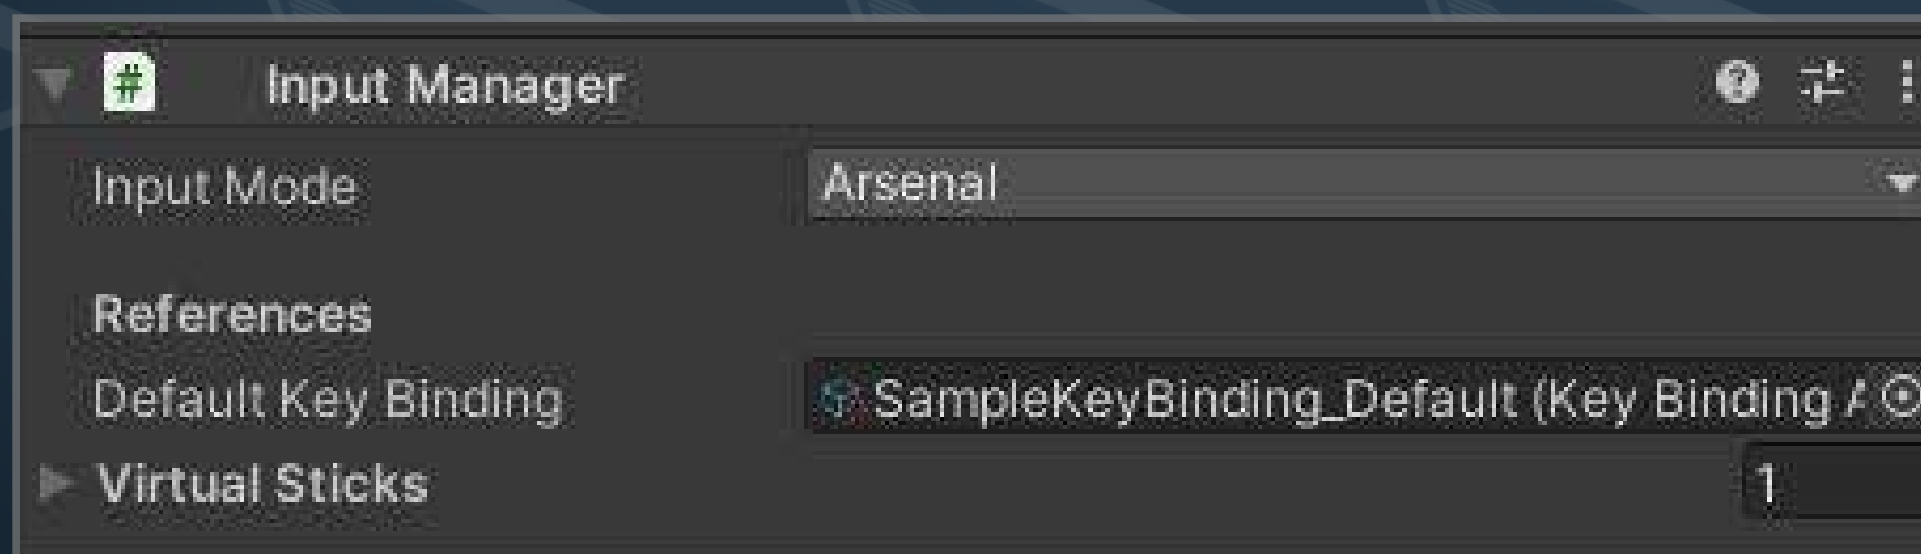 # Input Manager
Input Mode Arsenal
References
Default Key Binding SampleKeyBinding_Default (Key Binding A
Virtual Sticks 1